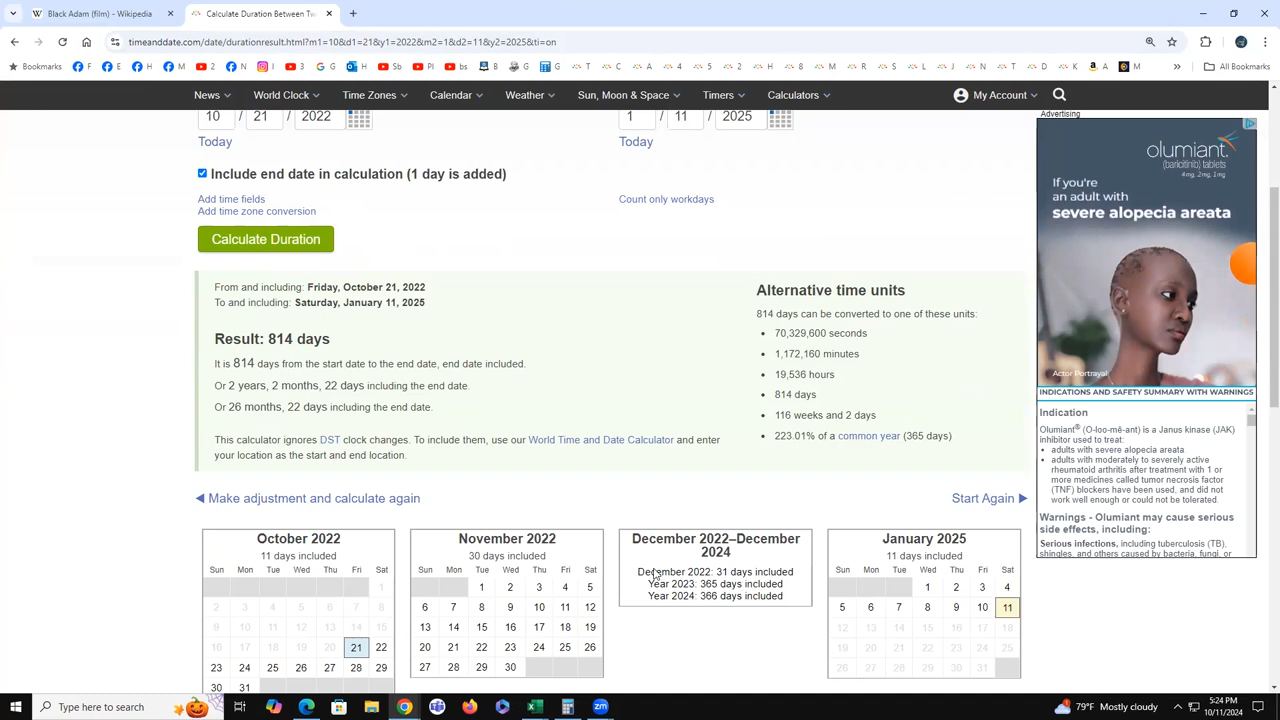 Black Adam (film) - Wikipedia
Calculate Duration Between Tw
timeanddate.com/date/durationresult.html?m1=10&d1=21&y1=2022&m2=1&d2=11&y2=2025&ti=on
Bookmarks F E H F M 2 N I 3 G H Sb Pl bs B G G T C A 4 5 2 H 8 M R S L J N T D K A M All Bookmarks
News World Clock Time Zones Calendar Weather Sun, Moon & Space Timers Calculators My Account
10 / 21 / 2022 1 / 11 / 2025
Today Today
Include end date in calculation (1 day is added)
Add time fields Count only workdays
Add time zone conversion
Calculate Duration
From and including: Friday, October 21, 2022
To and including: Saturday, January 11, 2025
Result: 814 days
It is 814 days from the start date to the end date, end date included.
Or 2 years, 2 months, 22 days including the end date.
Or 26 months, 22 days including the end date.
This calculator ignores DST clock changes. To include them, use our World Time and Date Calculator and enter
your location as the start and end location.
Alternative time units
814 days can be converted to one of these units:
70,329,600 seconds
1,172,160 minutes
19,536 hours
814 days
116 weeks and 2 days
223.01% of a common year (365 days)
Make adjustment and calculate again Start Again
October 2022
11 days included
Sun Mon Tue Wed Thu Fri Sat
1
2 3 4 5 6 7 8
9 10 11 12 13 14 15
16 17 18 19 20 21 22
23 24 25 26 27 28 29
30 31
November 2022
30 days included
Sun Mon Tue Wed Thu Fri Sat
1 2 3 4 5
6 7 8 9 10 11 12
13 14 15 16 17 18 19
20 21 22 23 24 25 26
27 28 29 30
December 2022–December
2024
December 2022: 31 days included
Year 2023: 365 days included
Year 2024: 366 days included
January 2025
11 days included
Sun Mon Tue Wed Thu Fri Sat
1 2 3 4
5 6 7 8 9 10 11
12 13 14 15 16 17 18
19 20 21 22 23 24 25
26 27 28 29 30 31
Advertising
olumiant.
(baricitinib) tablets
4mg, 2mg, 1mg
If you're
an adult with
severe alopecia areata
Actor Portrayal
INDICATIONS AND SAFETY SUMMARY WITH WARNINGS
Indication
Olumiant® (O-loo-mē-ant) is a Janus kinase (JAK)
inhibitor used to treat:
adults with severe alopecia areata
adults with moderately to severely active
rheumatoid arthritis after treatment with 1 or
more medicines called tumor necrosis factor
(TNF) blockers have been used, and did not
work well enough or could not be tolerated.
Warnings - Olumiant may cause serious
side effects, including:
Serious infections, including tuberculosis (TB),
shingles, and others caused by bacteria, fungi, or
Type here to search
79°F Mostly cloudy
5:24 PM
10/11/2024